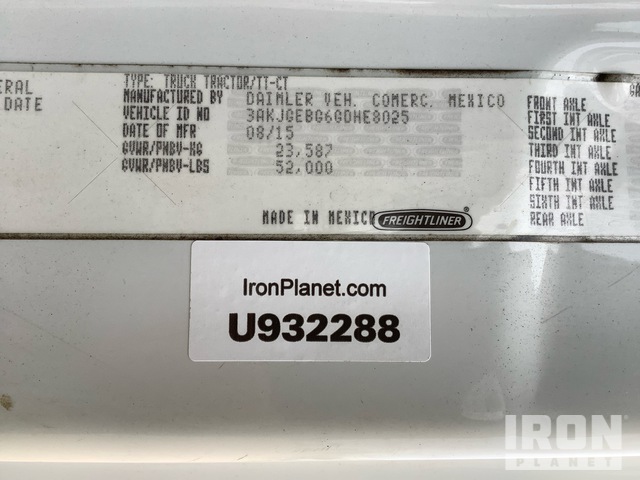 ERAL
DATE
TYPE: TRUCK TRACTOR/TT-CT
MANUFACTURED BY DAIMLER VEH. COMERC. MEXICO
VEHICLE ID NO 3AKJGEBG6GDHE8025
DATE OF MFR 08/15
GVWR/PNBV-KG 23,587
GVWR/PNBV-LBS 52,000
MADE IN MEXICO FREIGHTLINER
GA
FRONT AXLE
FIRST INT AXLE
SECOND INT AXLE
THIRD INT AXLE
FOURTH INT AXLE
FIFTH INT AXLE
SIXTH INT AXLE
REAR AXLE
IronPlanet.com
U932288
IRON
PLANET